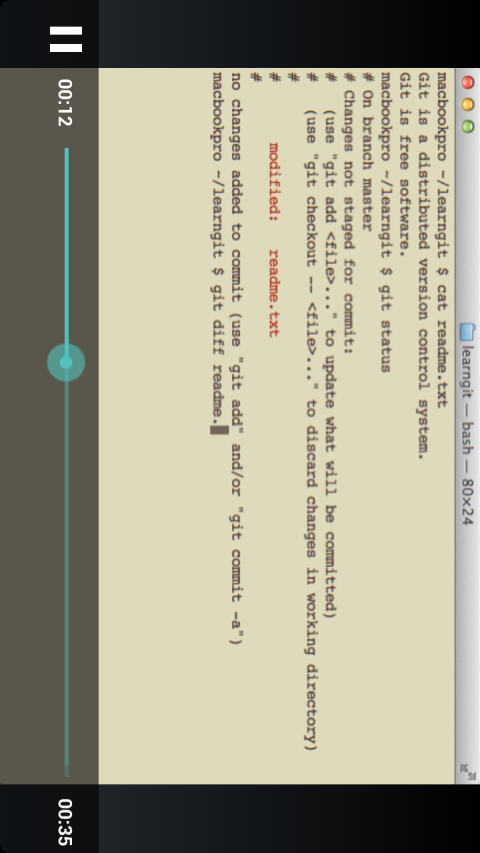 learngit — bash — 80×24
macbookpro ~/learngit $ cat readme.txt
Git is a distributed version control system.
Git is free software.
macbookpro ~/learngit $ git status
# On branch master
# Changes not staged for commit:
#   (use "git add <file>..." to update what will be committed)
#   (use "git checkout -- <file>..." to discard changes in working directory)
#
#       modified:   readme.txt
#
no changes added to commit (use "git add" and/or "git commit -a")
macbookpro ~/learngit $ git diff readme.
00:12
00:35